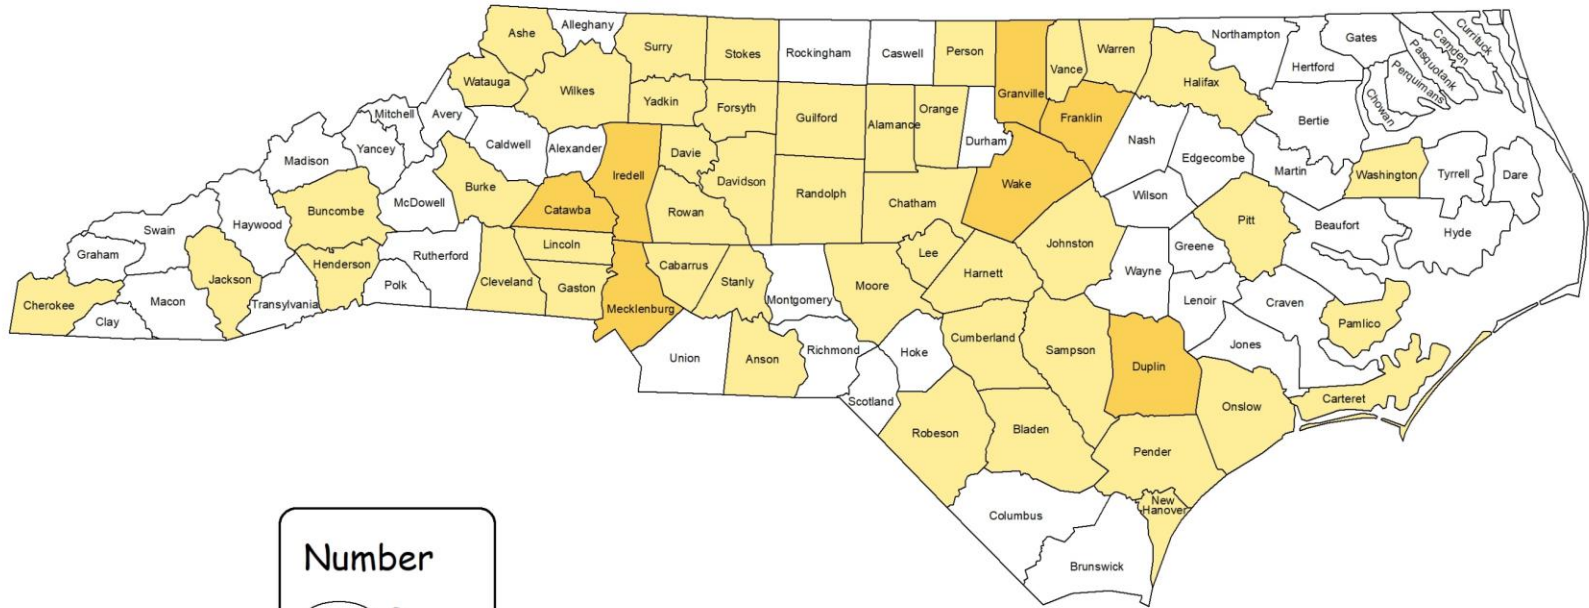 Ashe
Alleghany
Surry
Stokes
Rockingham
Caswell
Person
Granville
Vance
Warren
Northampton
Gates
Currituck
Camden
Pasquotank
Perquimans
Chowan
Hertford
Halifax
Bertie
Watauga
Wilkes
Yadkin
Forsyth
Guilford
Alamance
Orange
Durham
Franklin
Nash
Edgecombe
Martin
Washington
Tyrrell
Dare
Mitchell
Avery
Caldwell
Alexander
Iredell
Davie
Davidson
Randolph
Chatham
Wake
Wilson
Pitt
Beaufort
Hyde
Madison
Yancey
McDowell
Burke
Catawba
Rowan
Buncombe
Haywood
Swain
Graham
Cherokee
Clay
Macon
Jackson
Transylvania
Henderson
Polk
Rutherford
Cleveland
Lincoln
Gaston
Mecklenburg
Cabarrus
Stanly
Montgomery
Moore
Lee
Harnett
Johnston
Wayne
Greene
Lenoir
Craven
Pamlico
Jones
Carteret
Onslow
Duplin
Sampson
Cumberland
Hoke
Scotland
Richmond
Anson
Union
Robeson
Bladen
Pender
New
Hanover
Columbus
Brunswick
Number